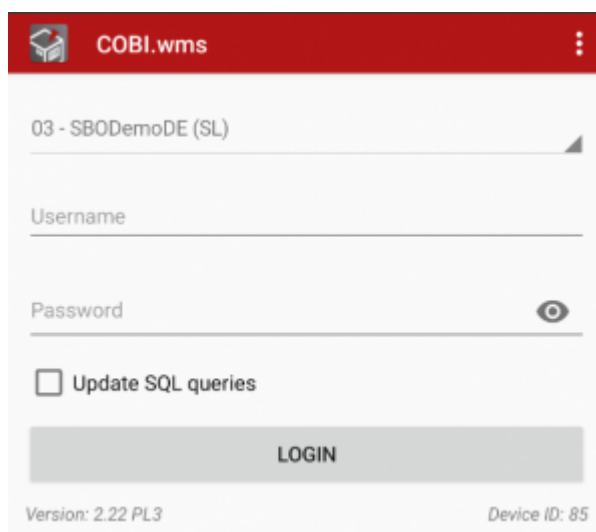 COBI.wms
03 - SBODemoDE (SL)
Username
Password
Update SQL queries
LOGIN
Version: 2.22 PL3 Device ID: 85